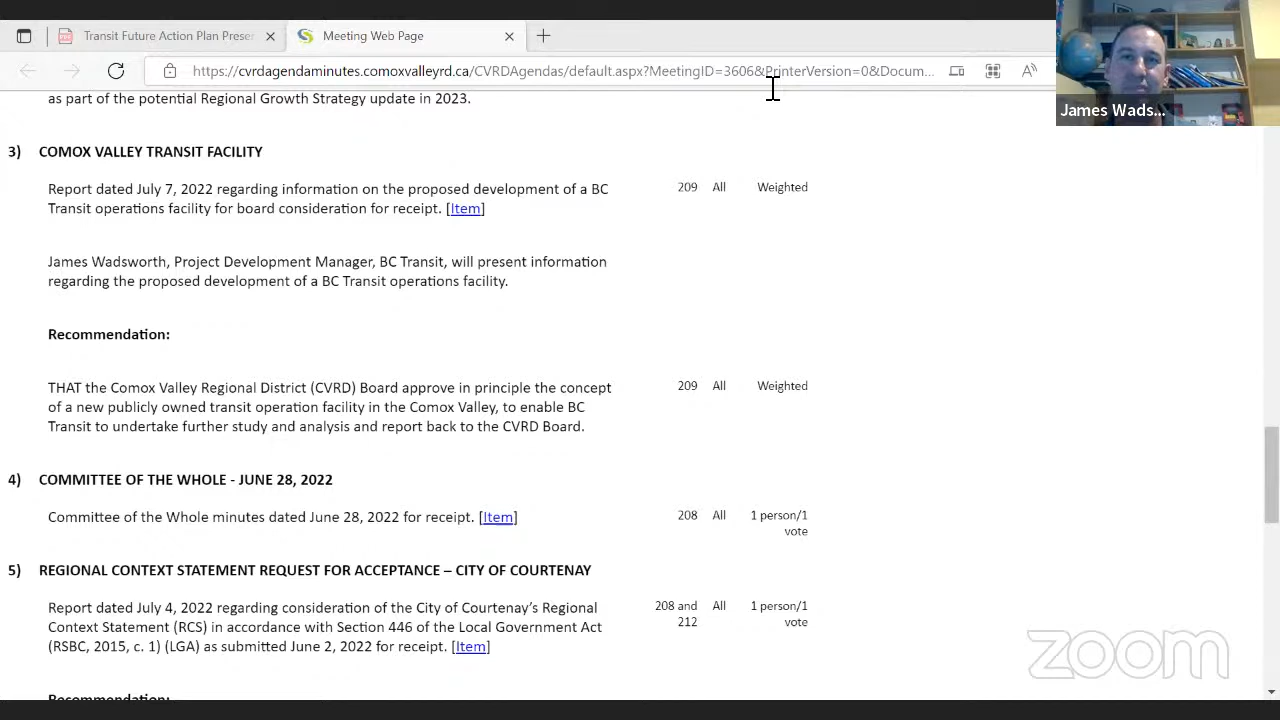 Transit Future Action Plan Preser
Meeting Web Page
https://cvrdagendaminutes.comoxvalleyrd.ca/CVRDAgendas/default.aspx?MeetingID=3606&PrinterVersion=0&Docum...
James Wads...
as part of the potential Regional Growth Strategy update in 2023.
3) COMOX VALLEY TRANSIT FACILITY
Report dated July 7, 2022 regarding information on the proposed development of a BC 209 All Weighted
Transit operations facility for board consideration for receipt. [Item]
James Wadsworth, Project Development Manager, BC Transit, will present information
regarding the proposed development of a BC Transit operations facility.
Recommendation:
THAT the Comox Valley Regional District (CVRD) Board approve in principle the concept 209 All Weighted
of a new publicly owned transit operation facility in the Comox Valley, to enable BC
Transit to undertake further study and analysis and report back to the CVRD Board.
4) COMMITTEE OF THE WHOLE - JUNE 28, 2022
Committee of the Whole minutes dated June 28, 2022 for receipt. [Item] 208 All 1 person/1
vote
5) REGIONAL CONTEXT STATEMENT REQUEST FOR ACCEPTANCE – CITY OF COURTENAY
Report dated July 4, 2022 regarding consideration of the City of Courtenay's Regional 208 and All 1 person/1
Context Statement (RCS) in accordance with Section 446 of the Local Government Act 212 vote
(RSBC, 2015, c. 1) (LGA) as submitted June 2, 2022 for receipt. [Item]
Recommendation:
zoom